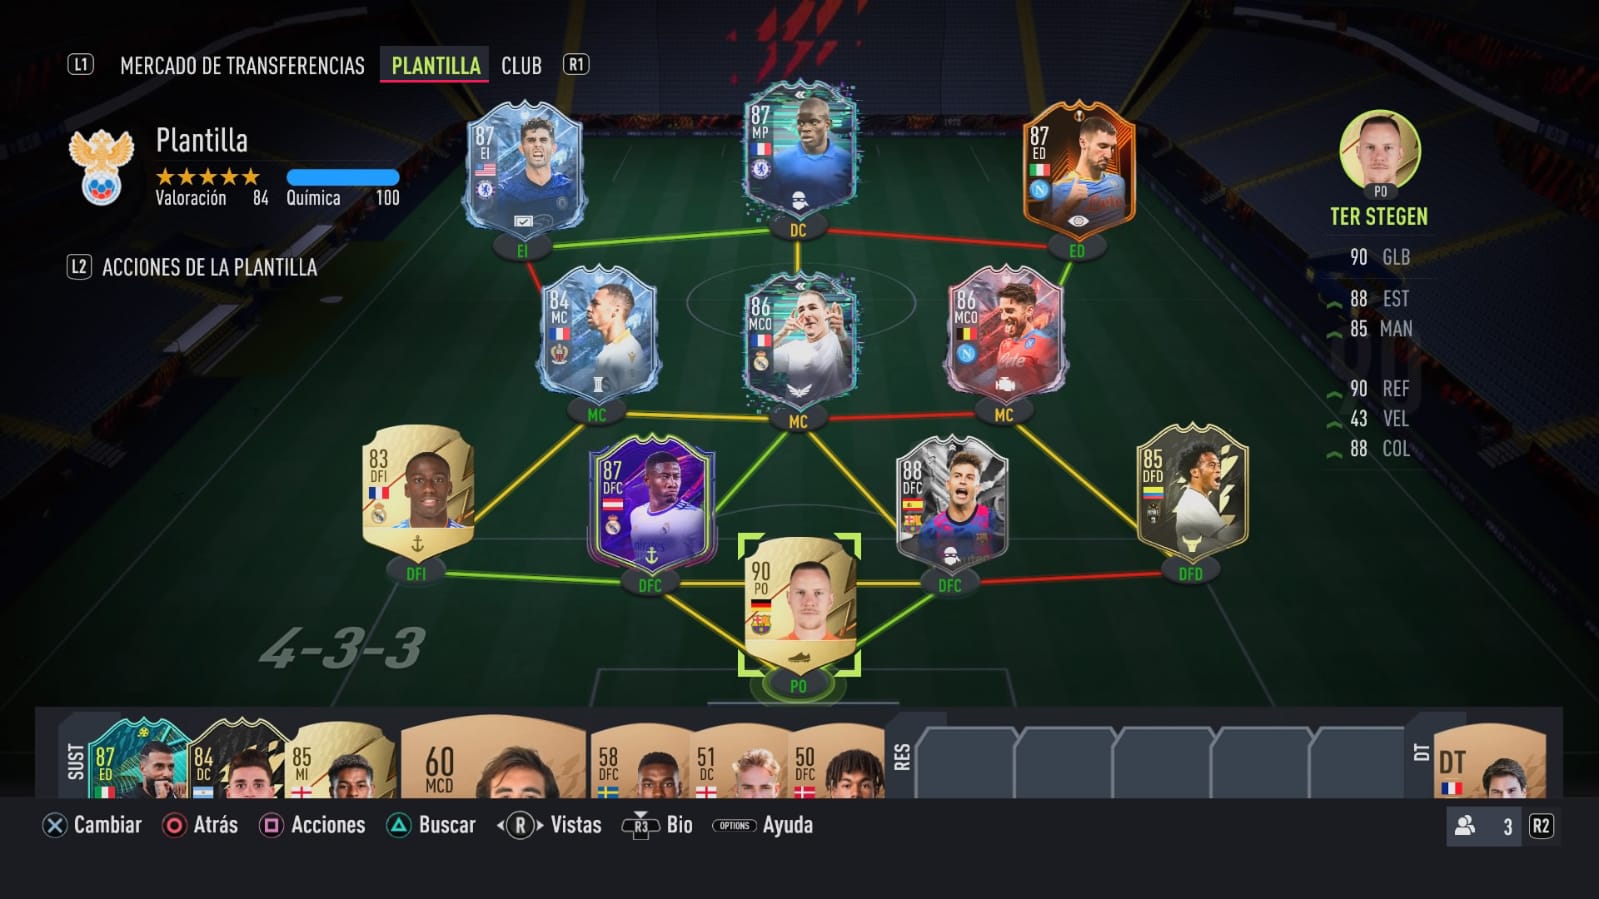 L1 MERCADO DE TRANSFERENCIAS PLANTILLA CLUB R1
Plantilla
Valoración 84 Química 100
L2 ACCIONES DE LA PLANTILLA
87
EI
EI
87
MP
DC
87
ED
ED
84
MC
MC
86
MCO
MC
86
MCO
MC
83
DFI
DFI
87
DFC
DFC
88
DFC
DFC
85
DFD
DFD
90
PO
PO
4-3-3
PO
TER STEGEN
90 GLB
88 EST
85 MAN
90 REF
43 VEL
88 COL
SUST
87
ED
84
DC
85
MI
60
MCD
58
DFC
51
DC
50
DFC
RES
DT
DT
Cambiar Atrás Acciones Buscar R Vistas R3 Bio OPTIONS Ayuda
3 R2